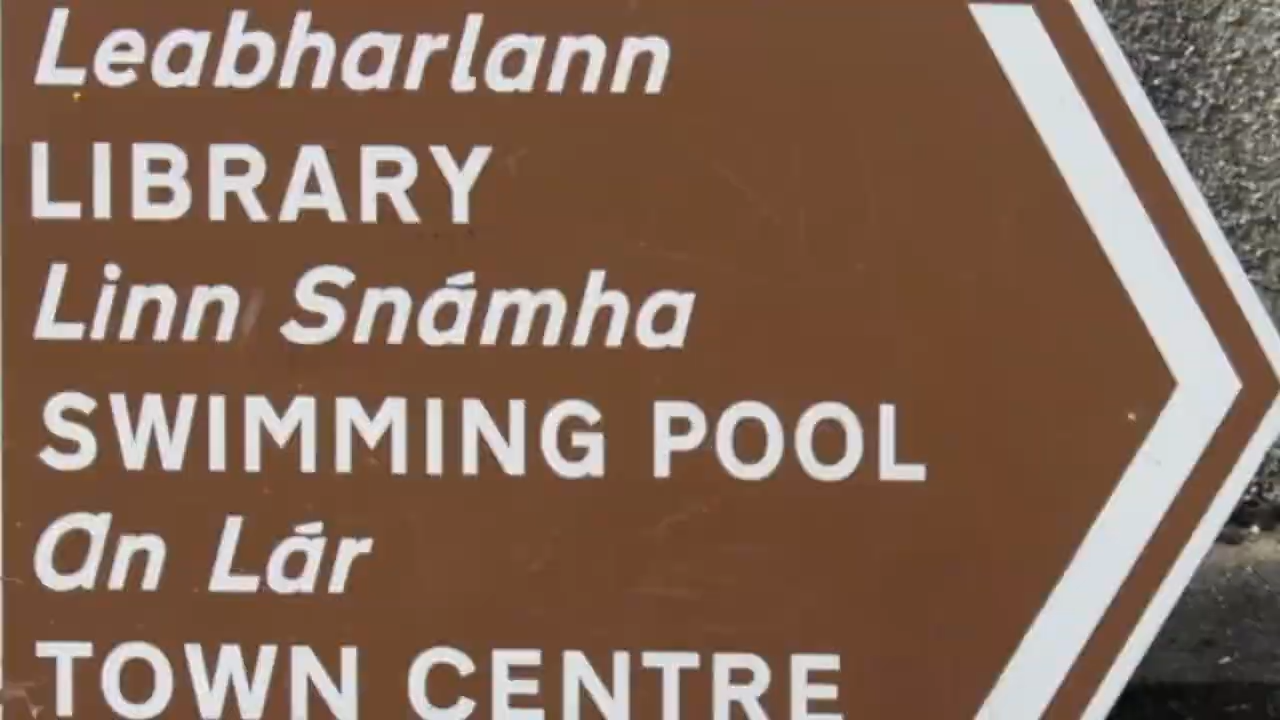 Leabharlann
LIBRARY
Linn Snámha
SWIMMING POOL
An Lár
TOWN CENTRE